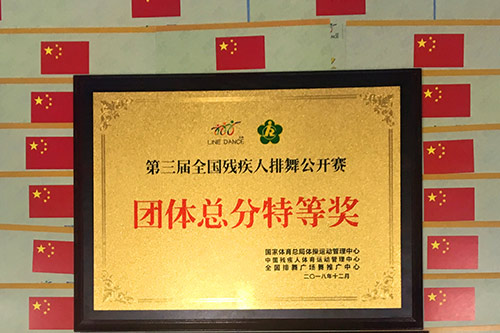 LINE DANCE
第三届全国残疾人排舞公开赛
团体总分特等奖
国家体育总局体操运动管理中心
中国残疾人体育运动管理中心
全国排舞广场舞推广中心
二〇一八年十二月